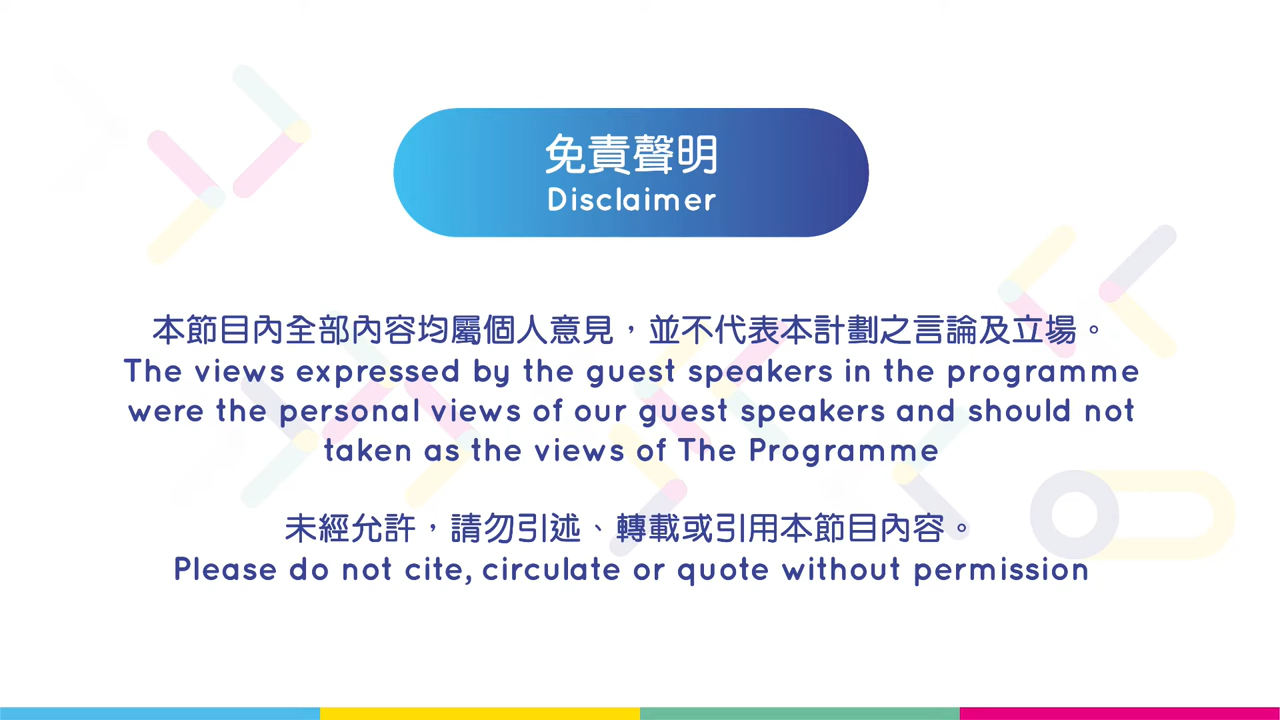 免責聲明
Disclaimer
本節目內全部內容均屬個人意見，並不代表本計劃之言論及立場。
The views expressed by the guest speakers in the programme
were the personal views of our guest speakers and should not
taken as the views of The Programme
未經允許，請勿引述、轉載或引用本節目內容。
Please do not cite, circulate or quote without permission